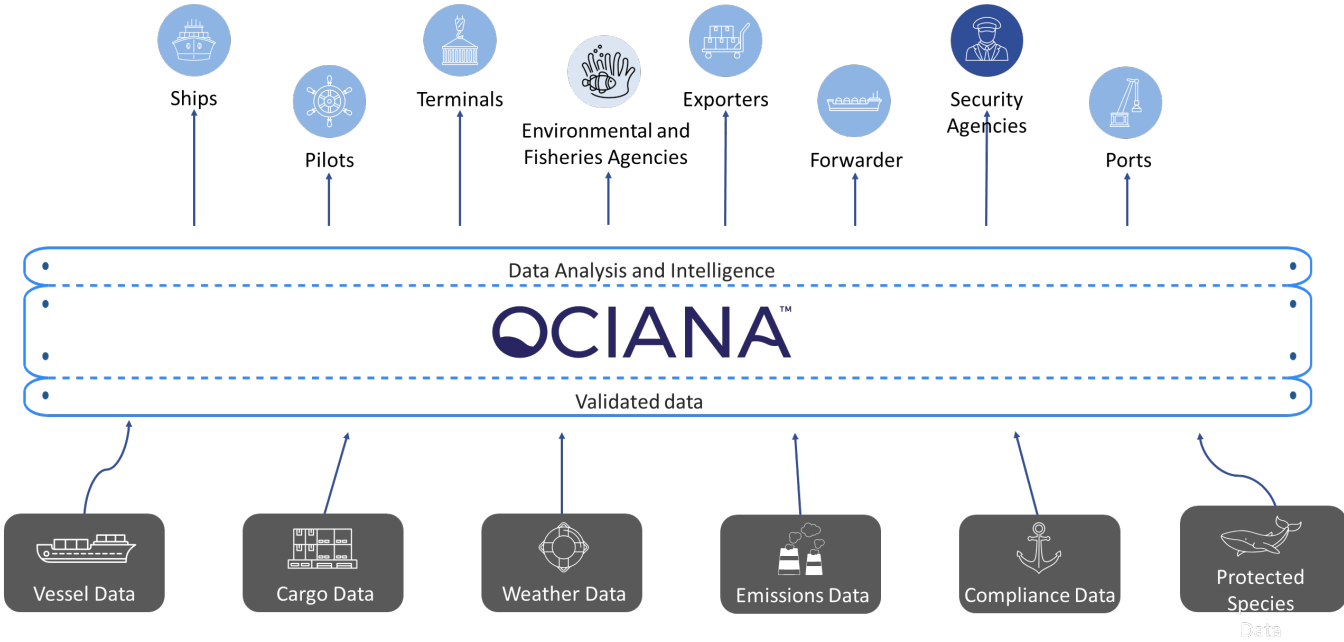 Ships
Pilots
Terminals
Environmental and
Fisheries Agencies
Exporters
Forwarder
Security
Agencies
Ports
Data Analysis and Intelligence
OCIANA™
Validated data
Vessel Data
Cargo Data
Weather Data
Emissions Data
Compliance Data
Protected
Species
Data